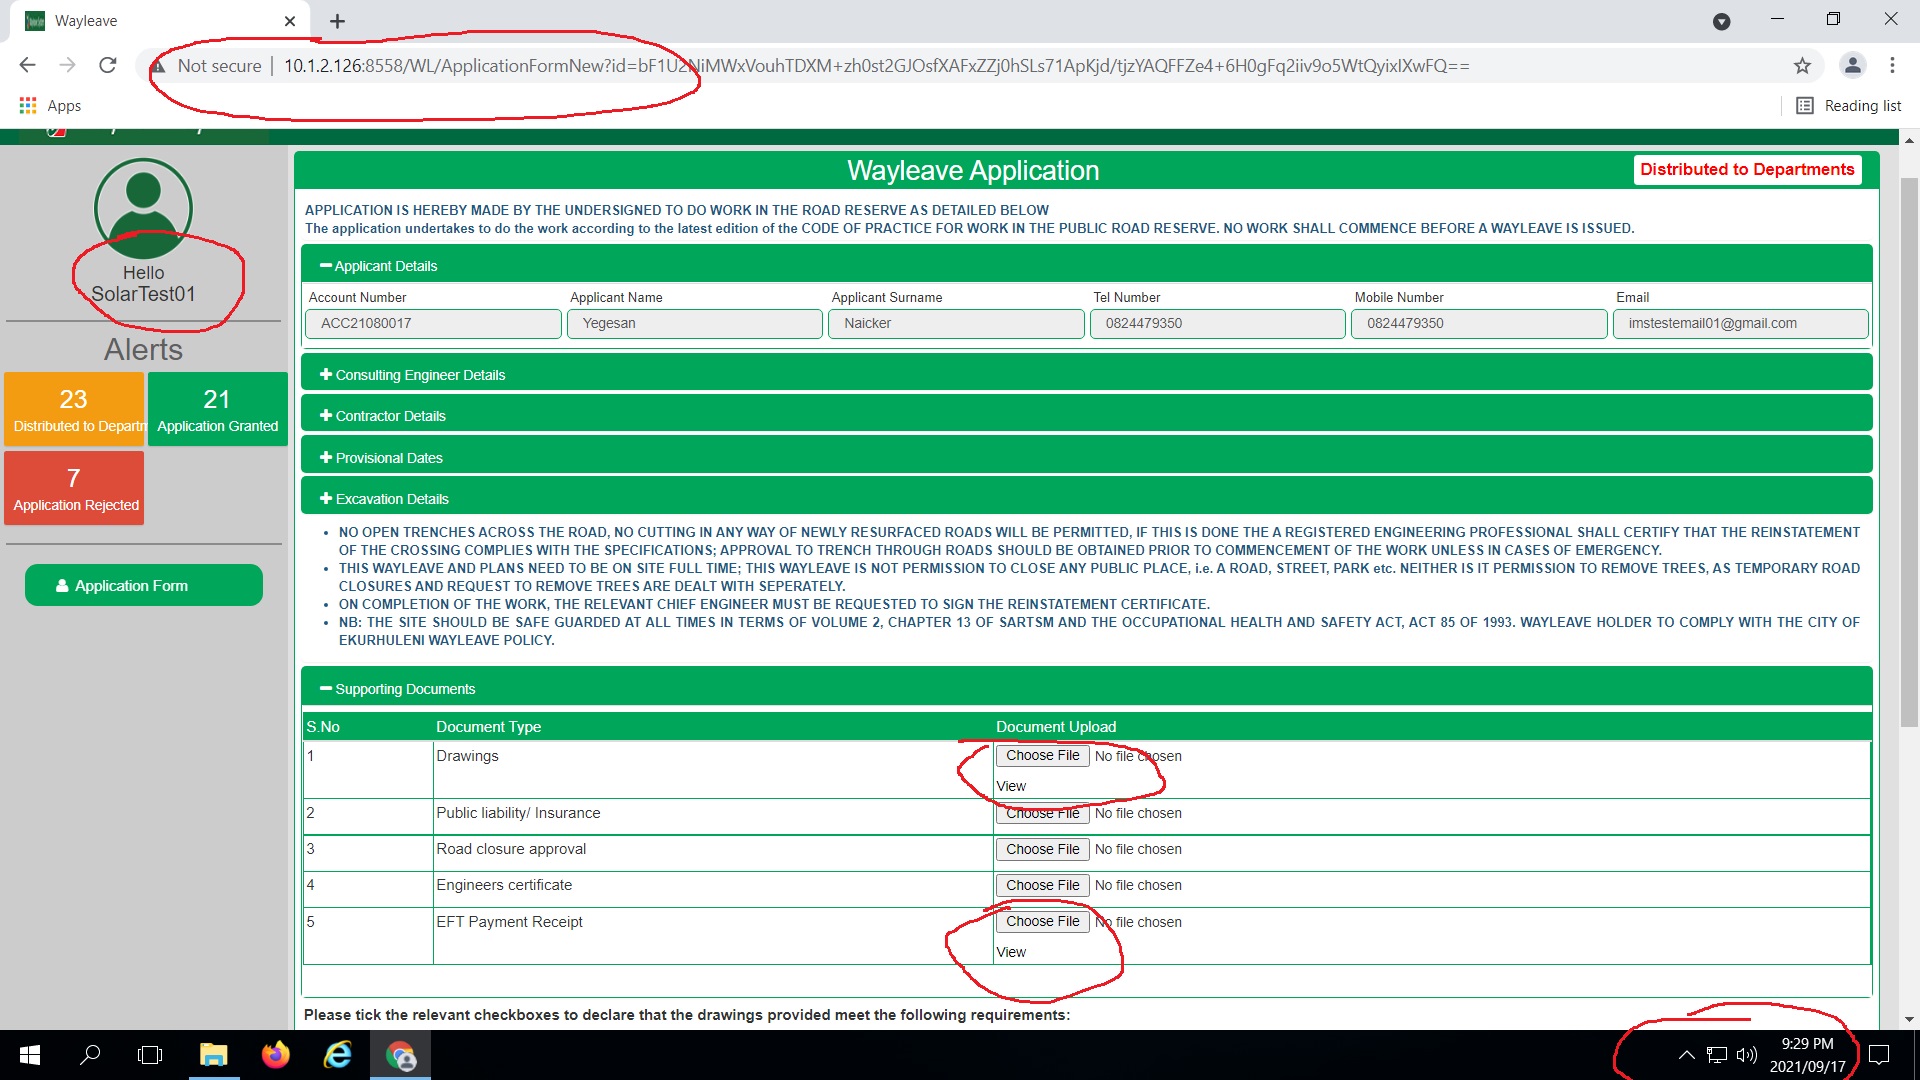 Wayleave
Not secure
10.1.2.126:8558/WL/ApplicationFormNew?id=bF1U2NiMWxVouhTDXM+zh0st2GJOsfXAFxZZj0hSLs71ApKjd/tjzYAQFFZe4+6H0gFq2iiv9o5WtQyixIXwFQ==
Apps
Reading list
Hello
SolarTest01
Alerts
23
Distributed to Departm
21
Application Granted
7
Application Rejected
Application Form
Wayleave Application
Distributed to Departments
APPLICATION IS HEREBY MADE BY THE UNDERSIGNED TO DO WORK IN THE ROAD RESERVE AS DETAILED BELOW
The application undertakes to do the work according to the latest edition of the CODE OF PRACTICE FOR WORK IN THE PUBLIC ROAD RESERVE. NO WORK SHALL COMMENCE BEFORE A WAYLEAVE IS ISSUED.
Applicant Details
Account Number Applicant Name Applicant Surname Tel Number Mobile Number Email
ACC21080017 Yegesan Naicker 0824479350 0824479350 imstestemail01@gmail.com
Consulting Engineer Details
Contractor Details
Provisional Dates
Excavation Details
• NO OPEN TRENCHES ACROSS THE ROAD, NO CUTTING IN ANY WAY OF NEWLY RESURFACED ROADS WILL BE PERMITTED, IF THIS IS DONE THE A REGISTERED ENGINEERING PROFESSIONAL SHALL CERTIFY THAT THE REINSTATEMENT
OF THE CROSSING COMPLIES WITH THE SPECIFICATIONS; APPROVAL TO TRENCH THROUGH ROADS SHOULD BE OBTAINED PRIOR TO COMMENCEMENT OF THE WORK UNLESS IN CASES OF EMERGENCY.
• THIS WAYLEAVE AND PLANS NEED TO BE ON SITE FULL TIME; THIS WAYLEAVE IS NOT PERMISSION TO CLOSE ANY PUBLIC PLACE, i.e. A ROAD, STREET, PARK etc. NEITHER IS IT PERMISSION TO REMOVE TREES, AS TEMPORARY ROAD
CLOSURES AND REQUEST TO REMOVE TREES ARE DEALT WITH SEPERATELY.
• ON COMPLETION OF THE WORK, THE RELEVANT CHIEF ENGINEER MUST BE REQUESTED TO SIGN THE REINSTATEMENT CERTIFICATE.
• NB: THE SITE SHOULD BE SAFE GUARDED AT ALL TIMES IN TERMS OF VOLUME 2, CHAPTER 13 OF SARTSM AND THE OCCUPATIONAL HEALTH AND SAFETY ACT, ACT 85 OF 1993. WAYLEAVE HOLDER TO COMPLY WITH THE CITY OF
EKURHULENI WAYLEAVE POLICY.
Supporting Documents
S.No Document Type Document Upload
1 Drawings Choose File No file chosen
View
2 Public liability/ Insurance Choose File No file chosen
3 Road closure approval Choose File No file chosen
4 Engineers certificate Choose File No file chosen
5 EFT Payment Receipt Choose File No file chosen
View
Please tick the relevant checkboxes to declare that the drawings provided meet the following requirements:
9:29 PM
2021/09/17